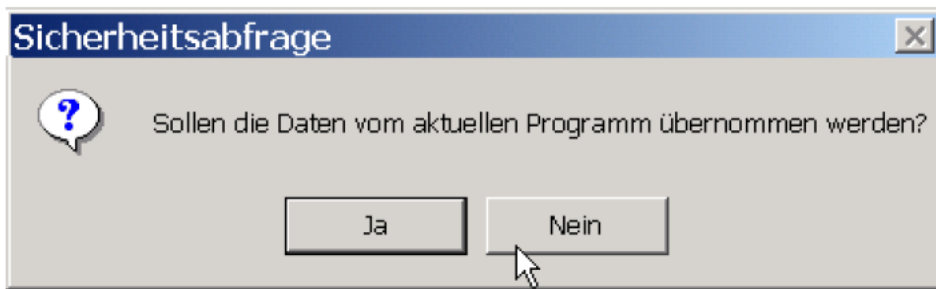 Sicherheitsabfrage
Sollen die Daten vom aktuellen Programm übernommen werden?
Ja
Nein